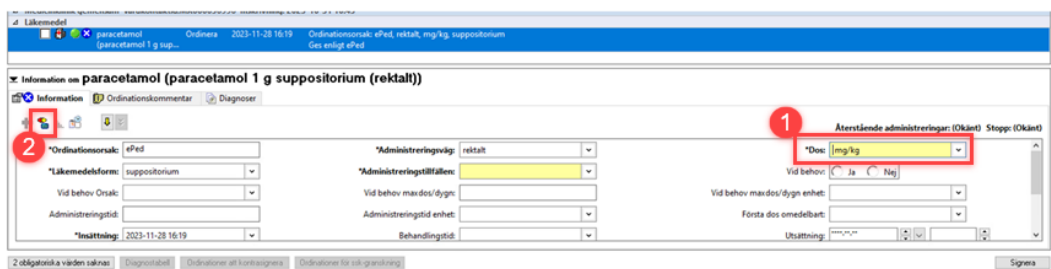 Läkemedel
paracetamol Ordinera 2023-11-28 16:19 Ordinationsorsak: ePed, rektalt, mg/kg, suppositorium
(paracetamol 1 g sup... Ges enligt ePed
Information om paracetamol (paracetamol 1 g suppositorium (rektalt))
Information Ordinationskommentar Diagnoser
1
Återstående administreringar: (Okänt) Stopp: (Okänt)
2
*Ordinationsorsak: ePed *Administreringsväg: rektalt *Dos: mg/kg
*Läkemedelsform: suppositorium *Administreringstillfällen: Vid behov: Ja Nej
Vid behov Orsak: Vid behov maxdos/dygn: Vid behov maxdos/dygn enhet:
Administreringstid: Administreringstid enhet: Första dos omedelbart:
*Insättning: 2023-11-28 16:19 Behandlingstid: Utsättning: ----.--.--
2 obligatoriska värden saknas Diagnostabell Ordinationer att kontrasignera Ordinationer för ssk-granskning Signera